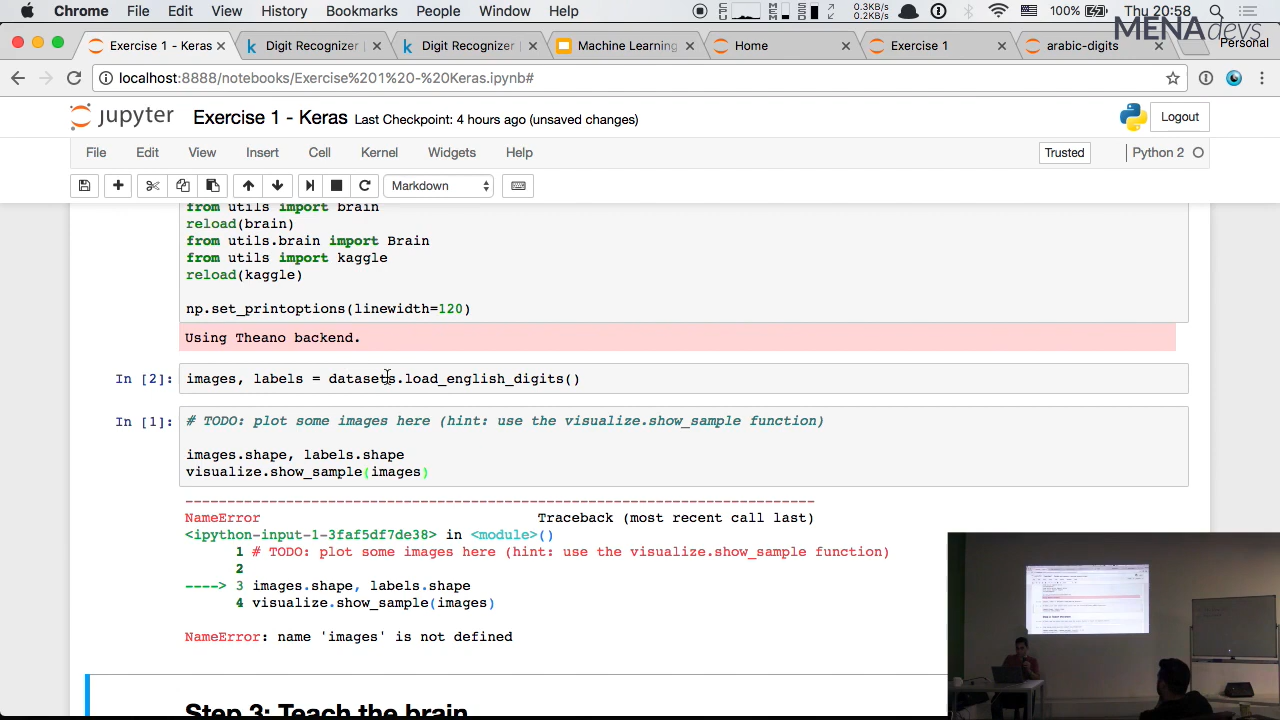 Chrome File Edit View History Bookmarks People Window Help
0.3KB/s
0.2KB/s
100%
Thu 20:58
MENAdevs
Exercise 1 - Keras
Digit Recognizer
Digit Recognizer
Machine Learning
Home
Exercise 1
arabic-digits
Personal
localhost:8888/notebooks/Exercise%201%20-%20Keras.ipynb#
jupyter
Exercise 1 - Keras Last Checkpoint: 4 hours ago (unsaved changes)
Logout
File Edit View Insert Cell Kernel Widgets Help
Trusted
Python 2
Markdown
from utils import brain
reload(brain)
from utils.brain import Brain
from utils import kaggle
reload(kaggle)
np.set_printoptions(linewidth=120)
Using Theano backend.
In [2]: images, labels = datasets.load_english_digits()
In [1]: # TODO: plot some images here (hint: use the visualize.show_sample function)
images.shape, labels.shape
visualize.show_sample(images)
---------------------------------------------------------------------------
NameError Traceback (most recent call last)
<ipython-input-1-3faf5df7de38> in <module>()
1 # TODO: plot some images here (hint: use the visualize.show_sample function)
2
----> 3 images.shape, labels.shape
4 visualize.show_sample(images)
NameError: name 'images' is not defined
Step 3: Teach the brain